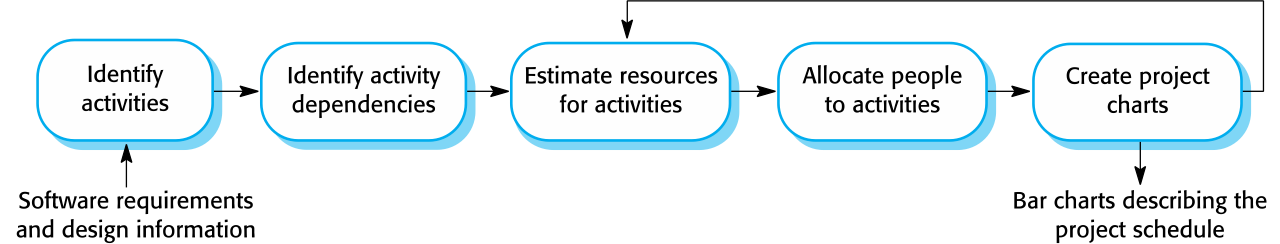 Identify
activities
Identify activity
dependencies
Estimate resources
for activities
Allocate people
to activities
Create project
charts
Software requirements
and design information
Bar charts describing the
project schedule